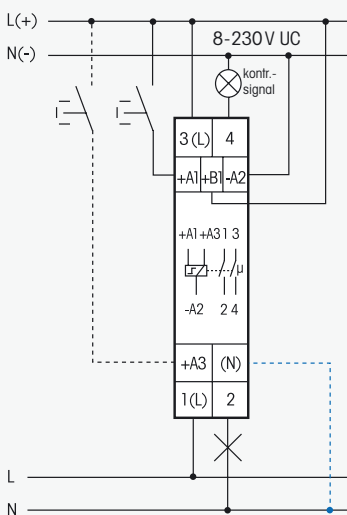 L(+)
N(-)
8-230V UC
kontr.-
signal
3(L) 4
+A1 +B1 -A2
+A1 +A3 1 3
µ
-A2 2 4
+A3 (N)
1(L) 2
L
N